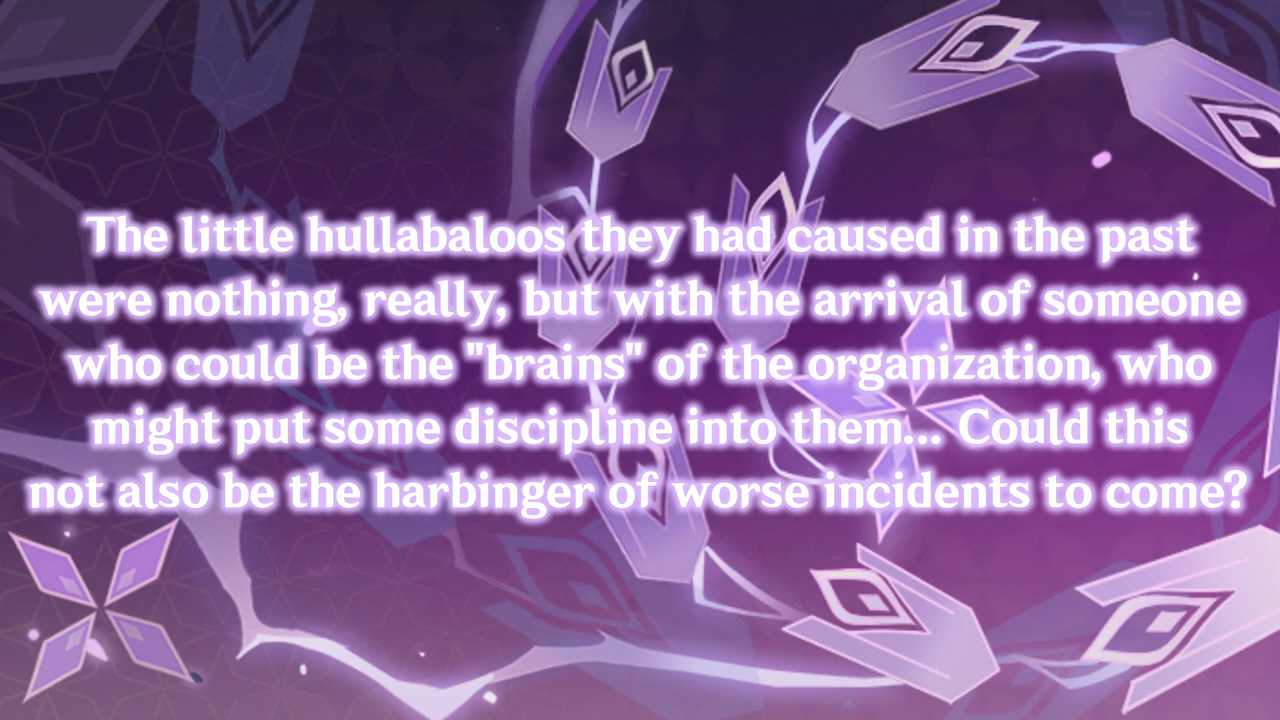 The little hullabaloos they had caused in the past
were nothing, really, but with the arrival of someone
who could be the "brains" of the organization, who
might put some discipline into them... Could this
not also be the harbinger of worse incidents to come?